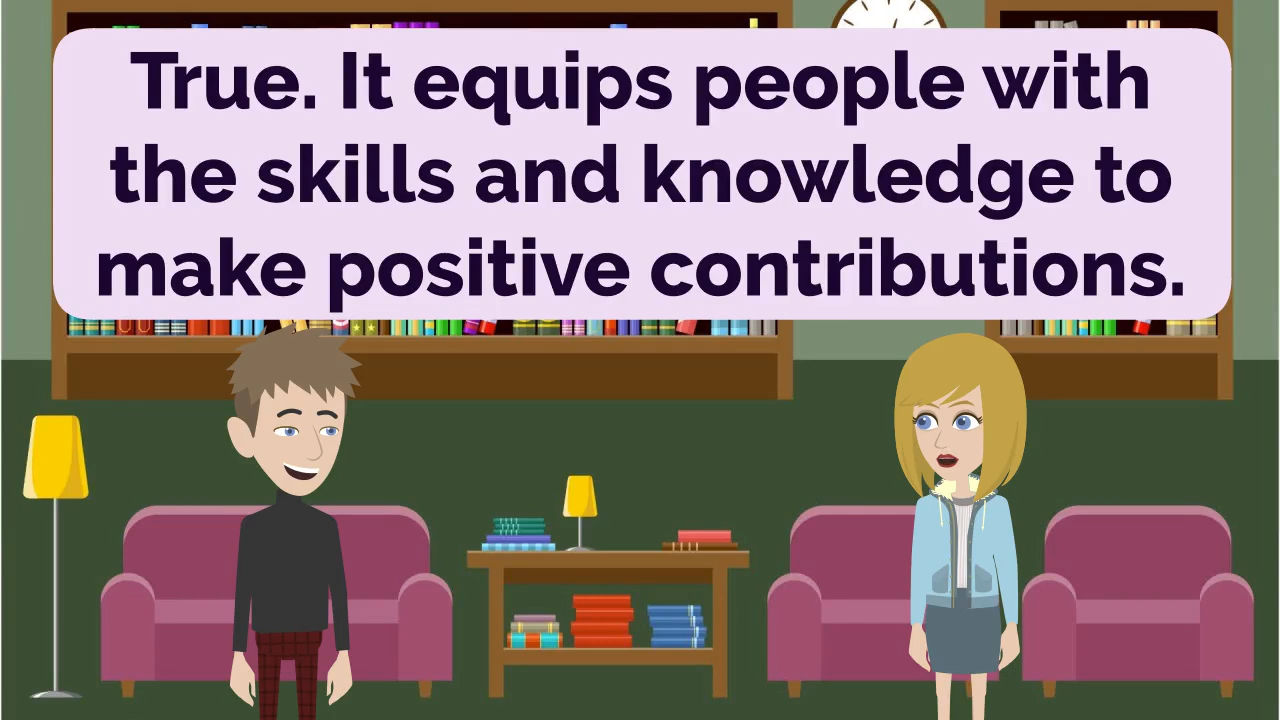 True. It equips people with
the skills and knowledge to
make positive contributions.